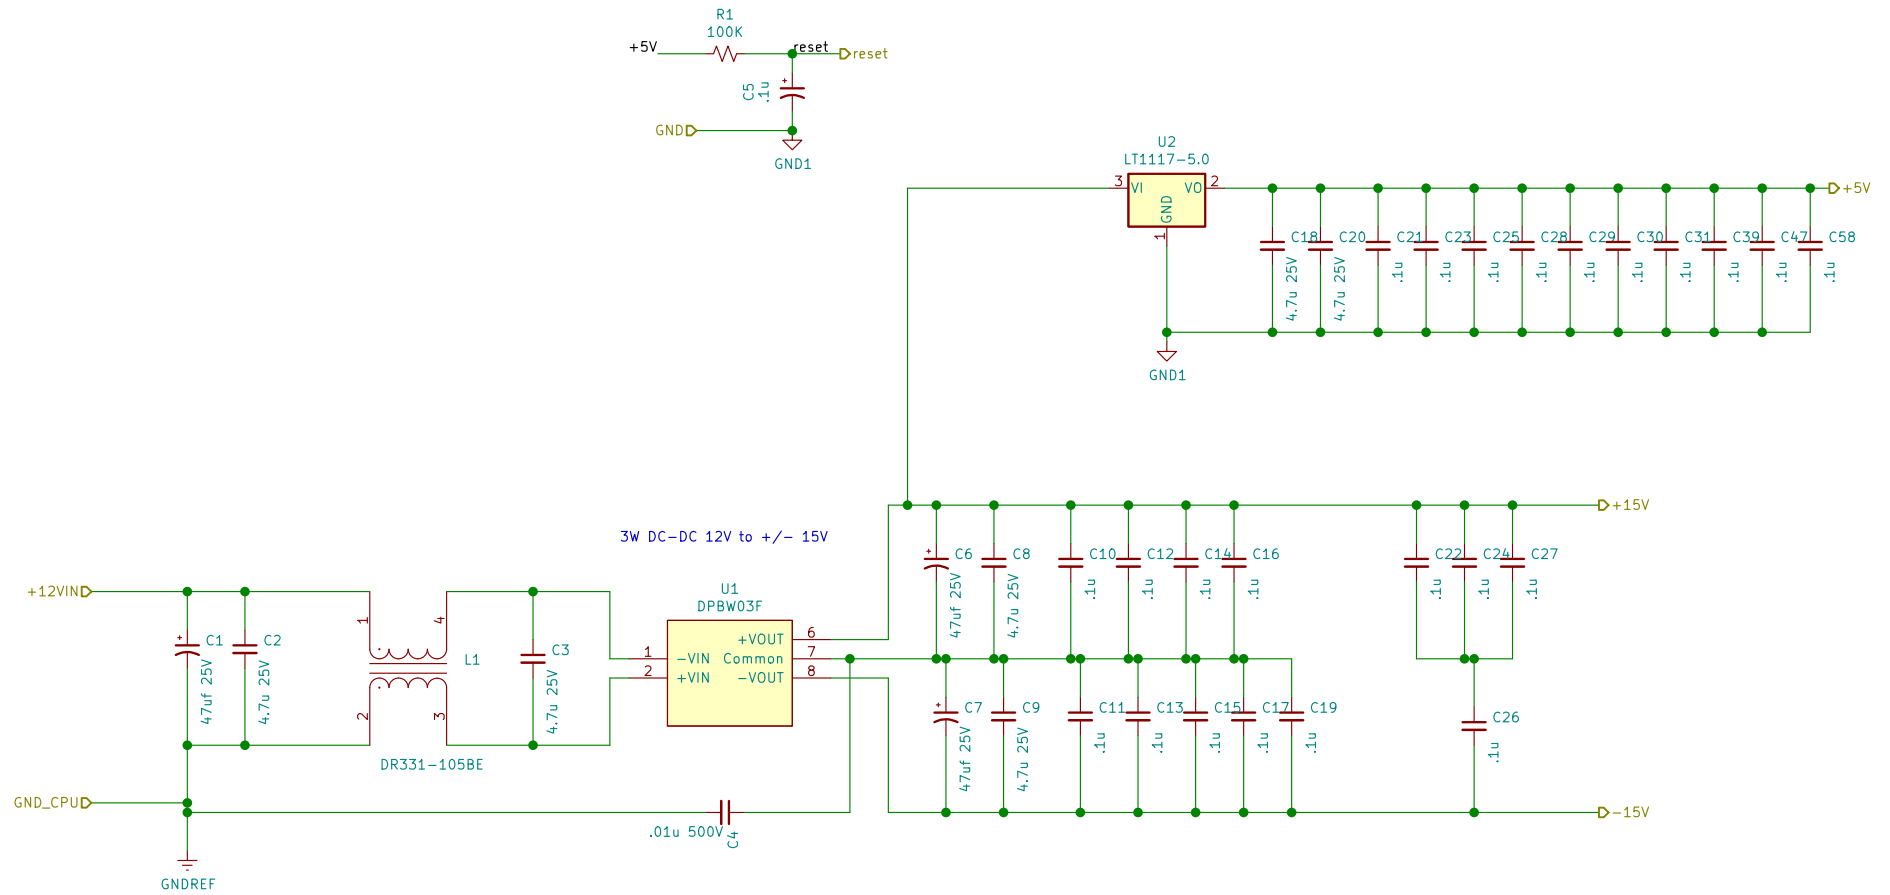 R1
100K
+5V
reset
reset
C5
.1u
GND
GND1
U2
LT1117-5.0
3
VI
VO
2
GND
1
+5V
C18
C20
C21
C23
C25
C28
C29
C30
C31
C39
C47
C58
4.7u 25V
4.7u 25V
.1u
.1u
.1u
.1u
.1u
.1u
.1u
.1u
.1u
.1u
GND1
+15V
3W DC-DC 12V to +/- 15V
C6
C8
C10
C12
C14
C16
C22
C24
C27
47uf 25V
4.7u 25V
.1u
.1u
.1u
.1u
.1u
.1u
.1u
+12VIN
U1
DPBW03F
1
4
C1
C2
L1
C3
47uf 25V
4.7u 25V
4.7u 25V
+VOUT
6
1
-VIN
Common
7
2
+VIN
-VOUT
8
2
3
C7
C9
C11
C13
C15
C17
C19
C26
47uf 25V
4.7u 25V
.1u
.1u
.1u
.1u
.1u
.1u
DR331-105BE
GND_CPU
-15V
.01u 500V
C4
GNDREF